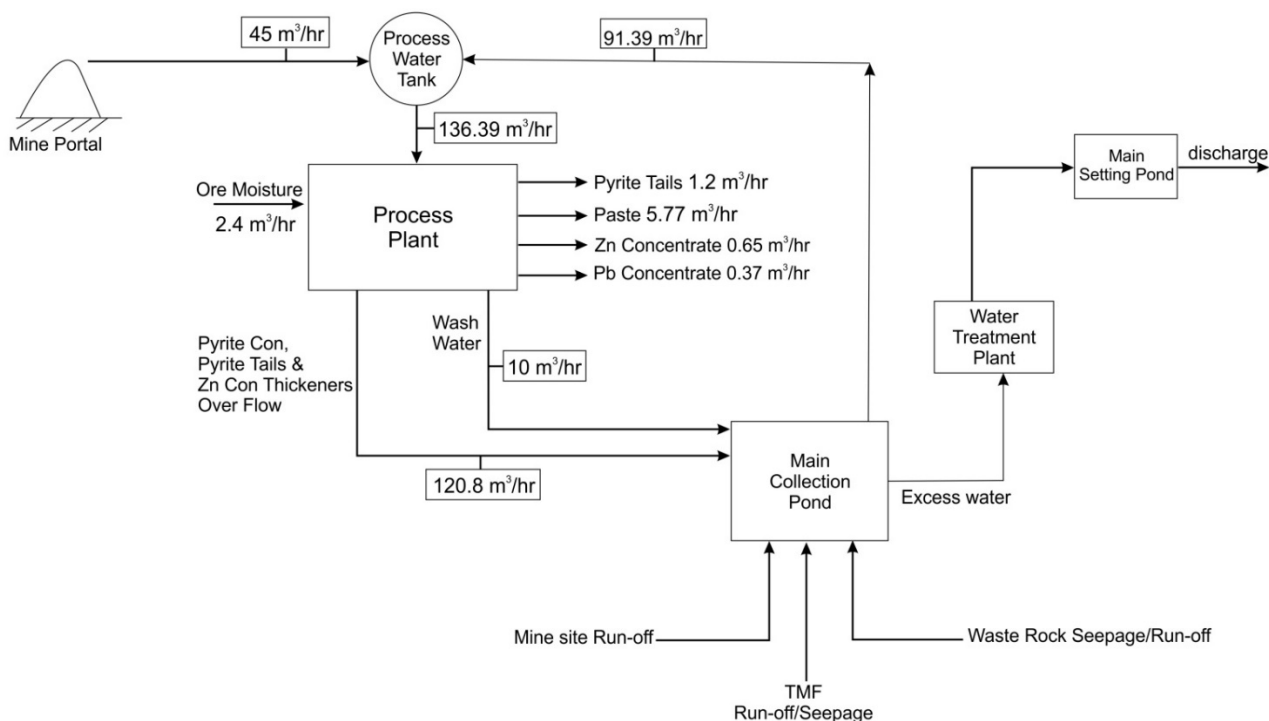 45 m³/hr
Process
Water
Tank
91.39 m³/hr
Mine Portal
136.39 m³/hr
Ore Moisture
2.4 m³/hr
Process
Plant
Pyrite Tails 1.2 m³/hr
Paste 5.77 m³/hr
Zn Concentrate 0.65 m³/hr
Pb Concentrate 0.37 m³/hr
Main
Setting Pond
discharge
Pyrite Con,
Pyrite Tails &
Zn Con Thickeners
Over Flow
Wash
Water
10 m³/hr
Water
Treatment
Plant
120.8 m³/hr
Main
Collection
Pond
Excess water
Mine site Run-off
TMF
Run-off/Seepage
Waste Rock Seepage/Run-off